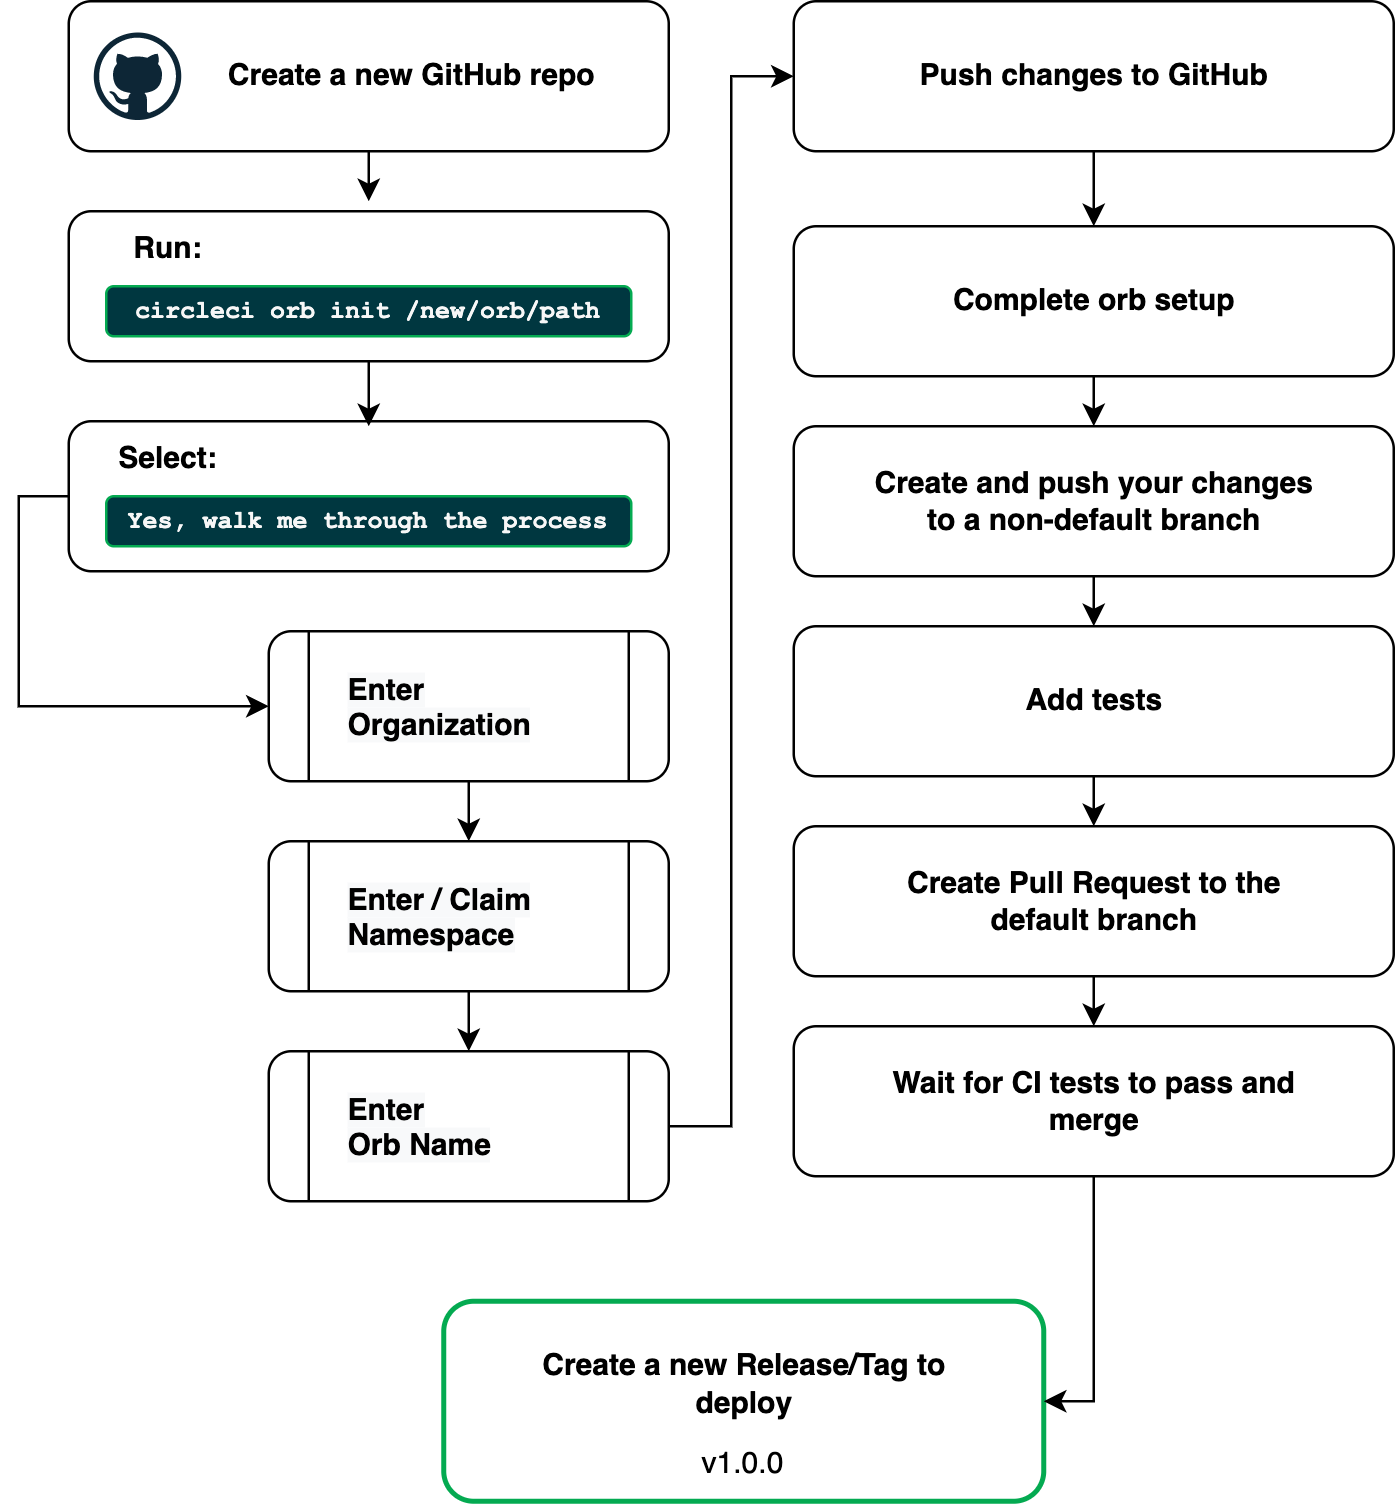 Create a new GitHub repo
Run:
circleci orb init /new/orb/path
Select:
Yes, walk me through the process
Enter
Organization
Enter / Claim
Namespace
Enter
Orb Name
Push changes to GitHub
Complete orb setup
Create and push your changes
to a non-default branch
Add tests
Create Pull Request to the
default branch
Wait for CI tests to pass and
merge
Create a new Release/Tag to
deploy
v1.0.0